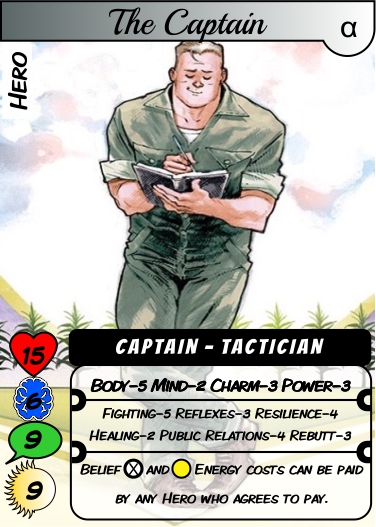 The Captain
α
Hero
15
6
9
9
CAPTAIN - TACTICIAN
Body-5 Mind-2 Charm-3 Power-3
Fighting-5 Reflexes-3 Resilience-4
Healing-2 Public Relations-4 Rebutt-3
Belief X and Energy costs can be paid
by any Hero who agrees to pay.